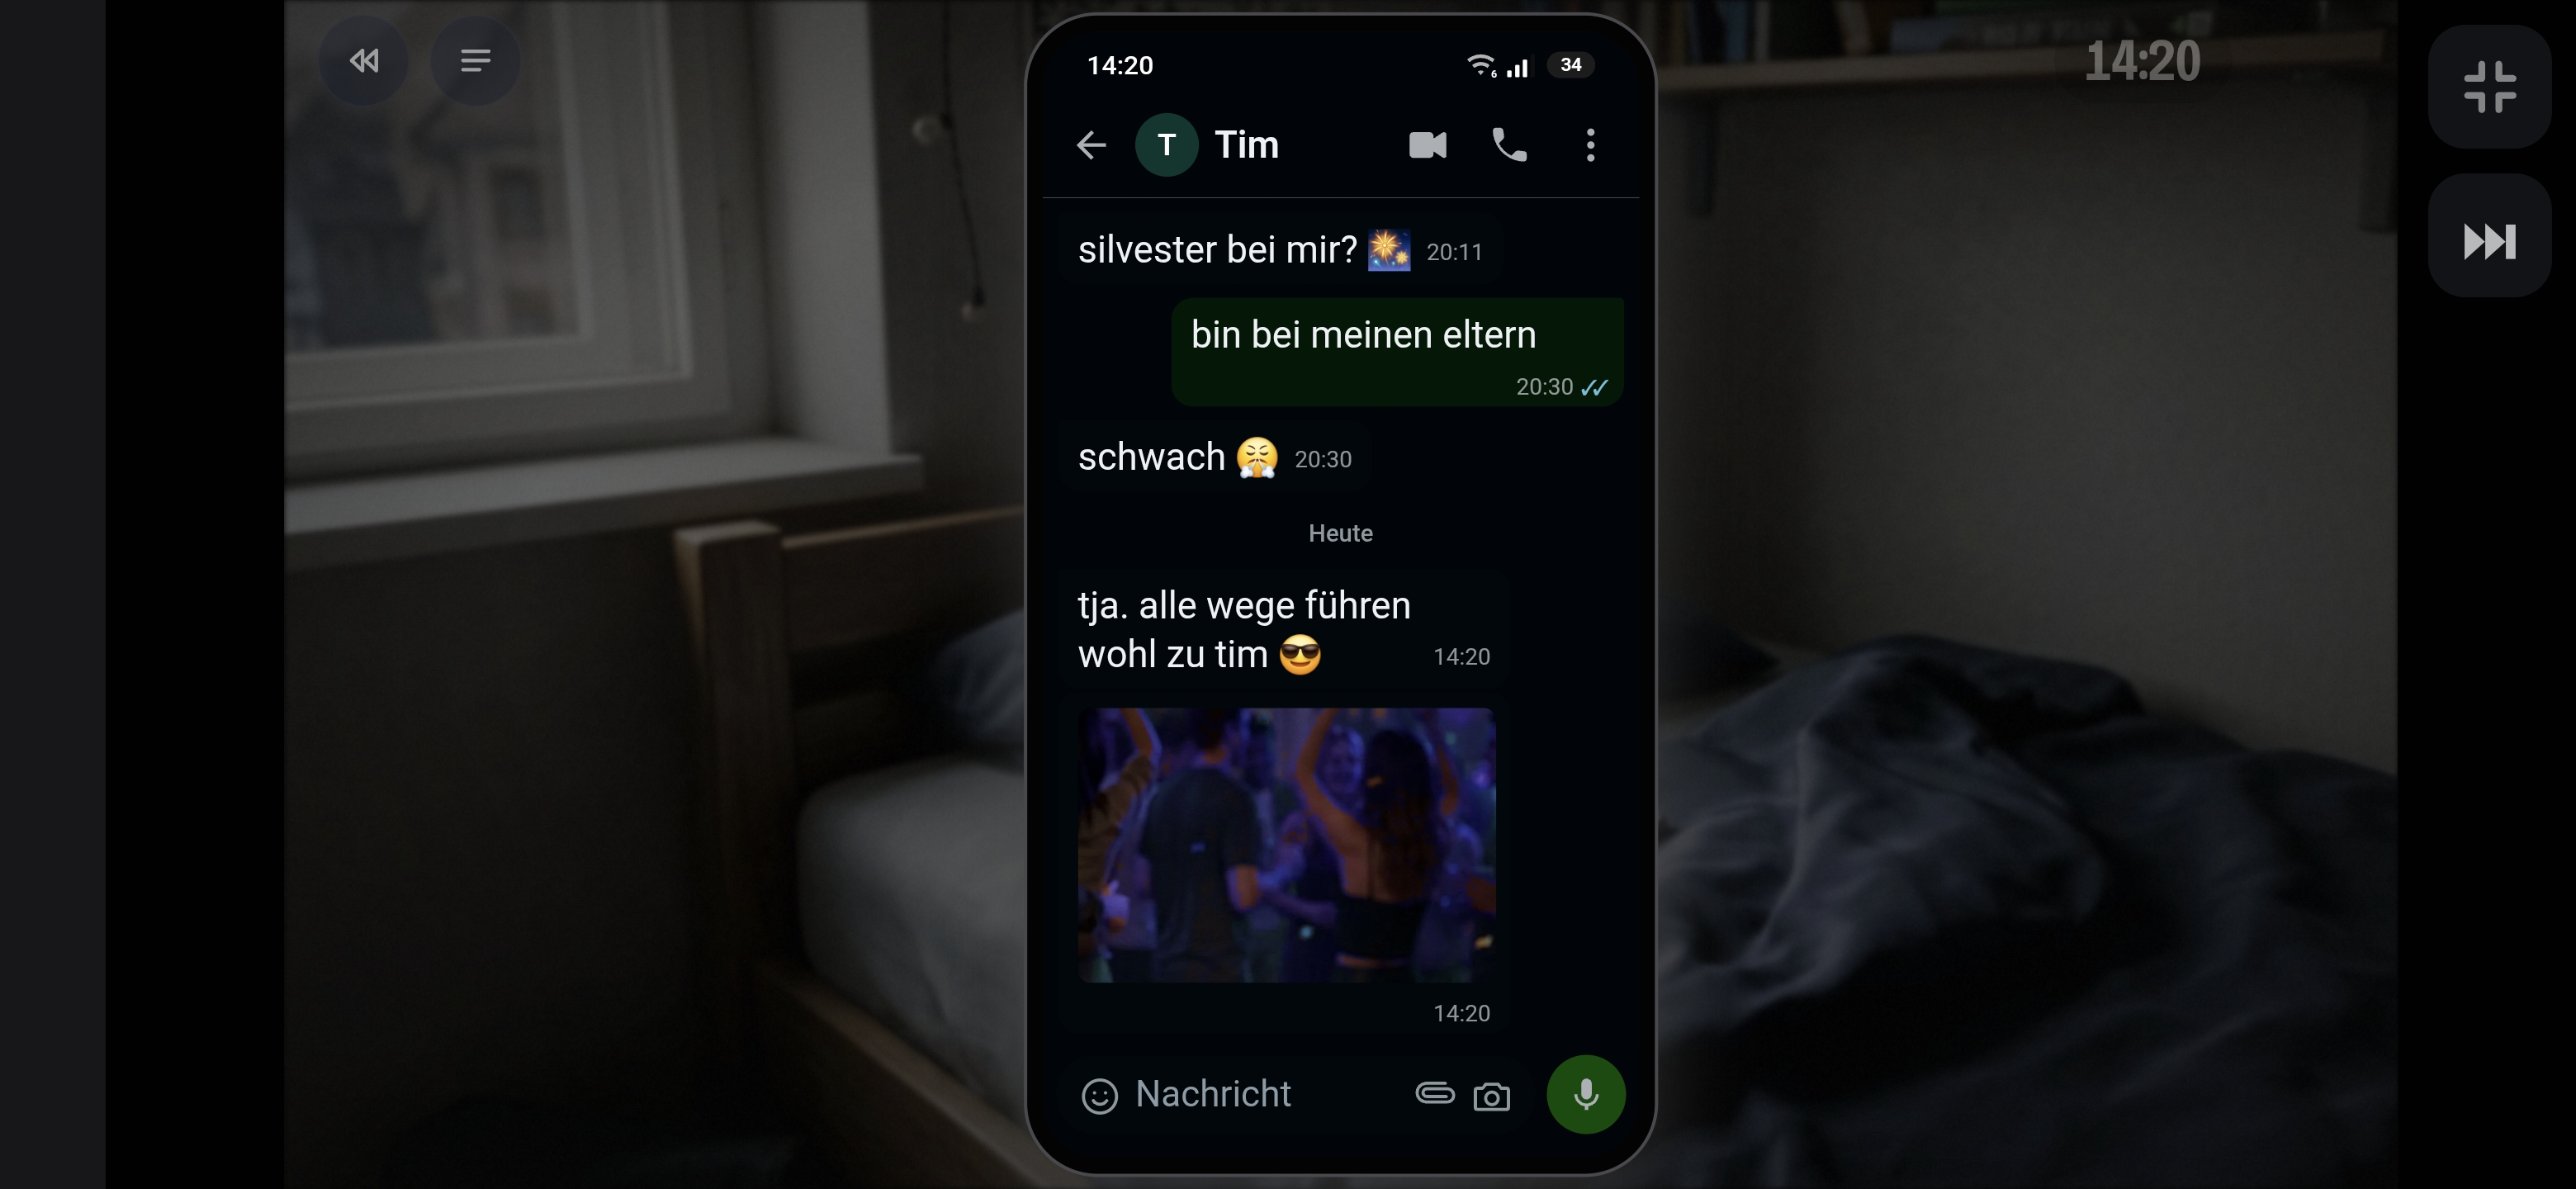 14:20
34
14:20
T Tim
silvester bei mir? 20:11
bin bei meinen eltern
20:30
schwach 20:30
Heute
tja. alle wege führen
wohl zu tim 14:20
14:20
Nachricht